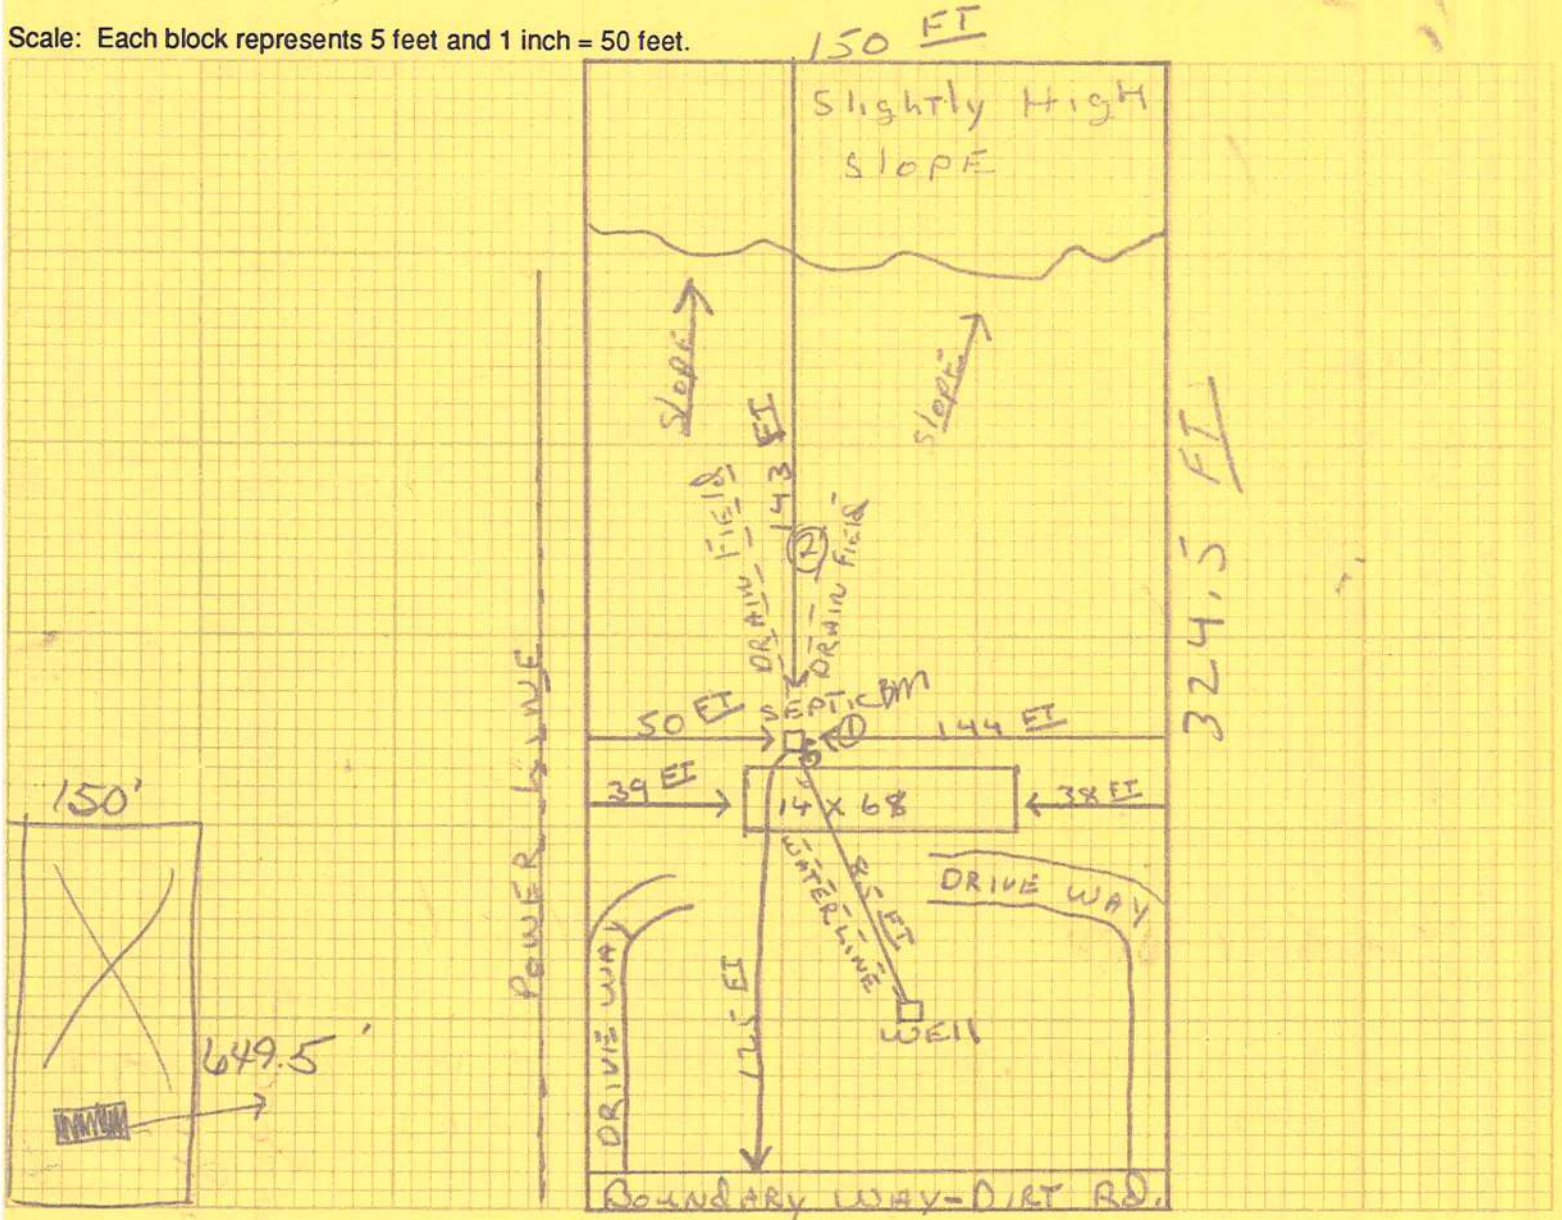 Scale: Each block represents 5 feet and 1 inch = 50 feet.
150 FT
Slightly High
SlOPE
SlOPE
SlOPE
143 FT
324.5 FT
DRAIN FIElD
2
DRAIN FIElD
SEPTIC BM
50 FT
1
144 FT
39 FT
14 X 68
38 FT
POWER LINE
150'
649.5'
DRIVE WAY
WATER LINE
85 FT
DRIVE WAY
125 FT
WEll
BoundARY WAY-DIRT Rd.